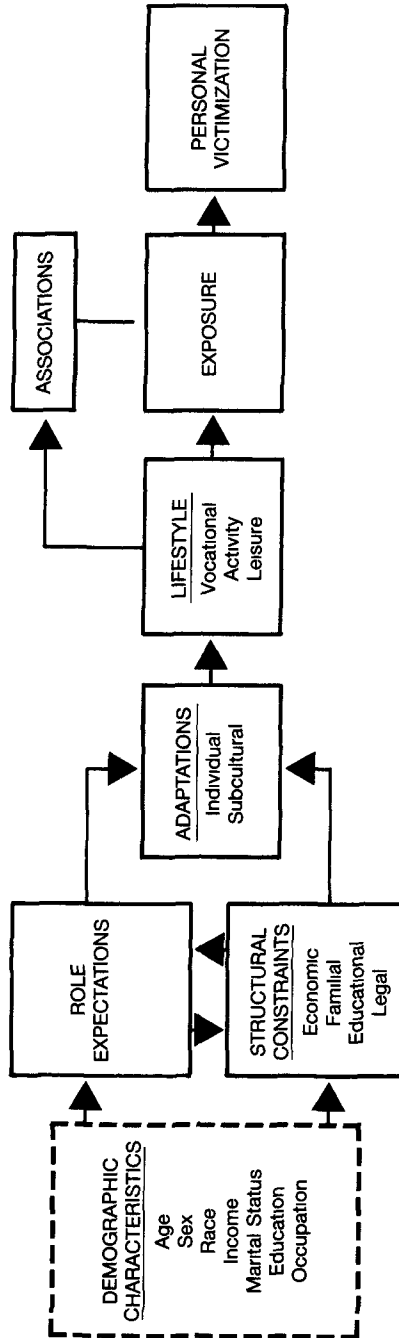 DEMOGRAPHIC
CHARACTERISTICS
Age
Sex
Race
Income
Marital Status
Education
Occupation
ROLE
EXPECTATIONS
STRUCTURAL
CONSTRAINTS
Economic
Familial
Educational
Legal
ADAPTATIONS
Individual
Subcultural
LIFESTYLE
Vocational
Activity
Leisure
ASSOCIATIONS
EXPOSURE
PERSONAL
VICTIMIZATION